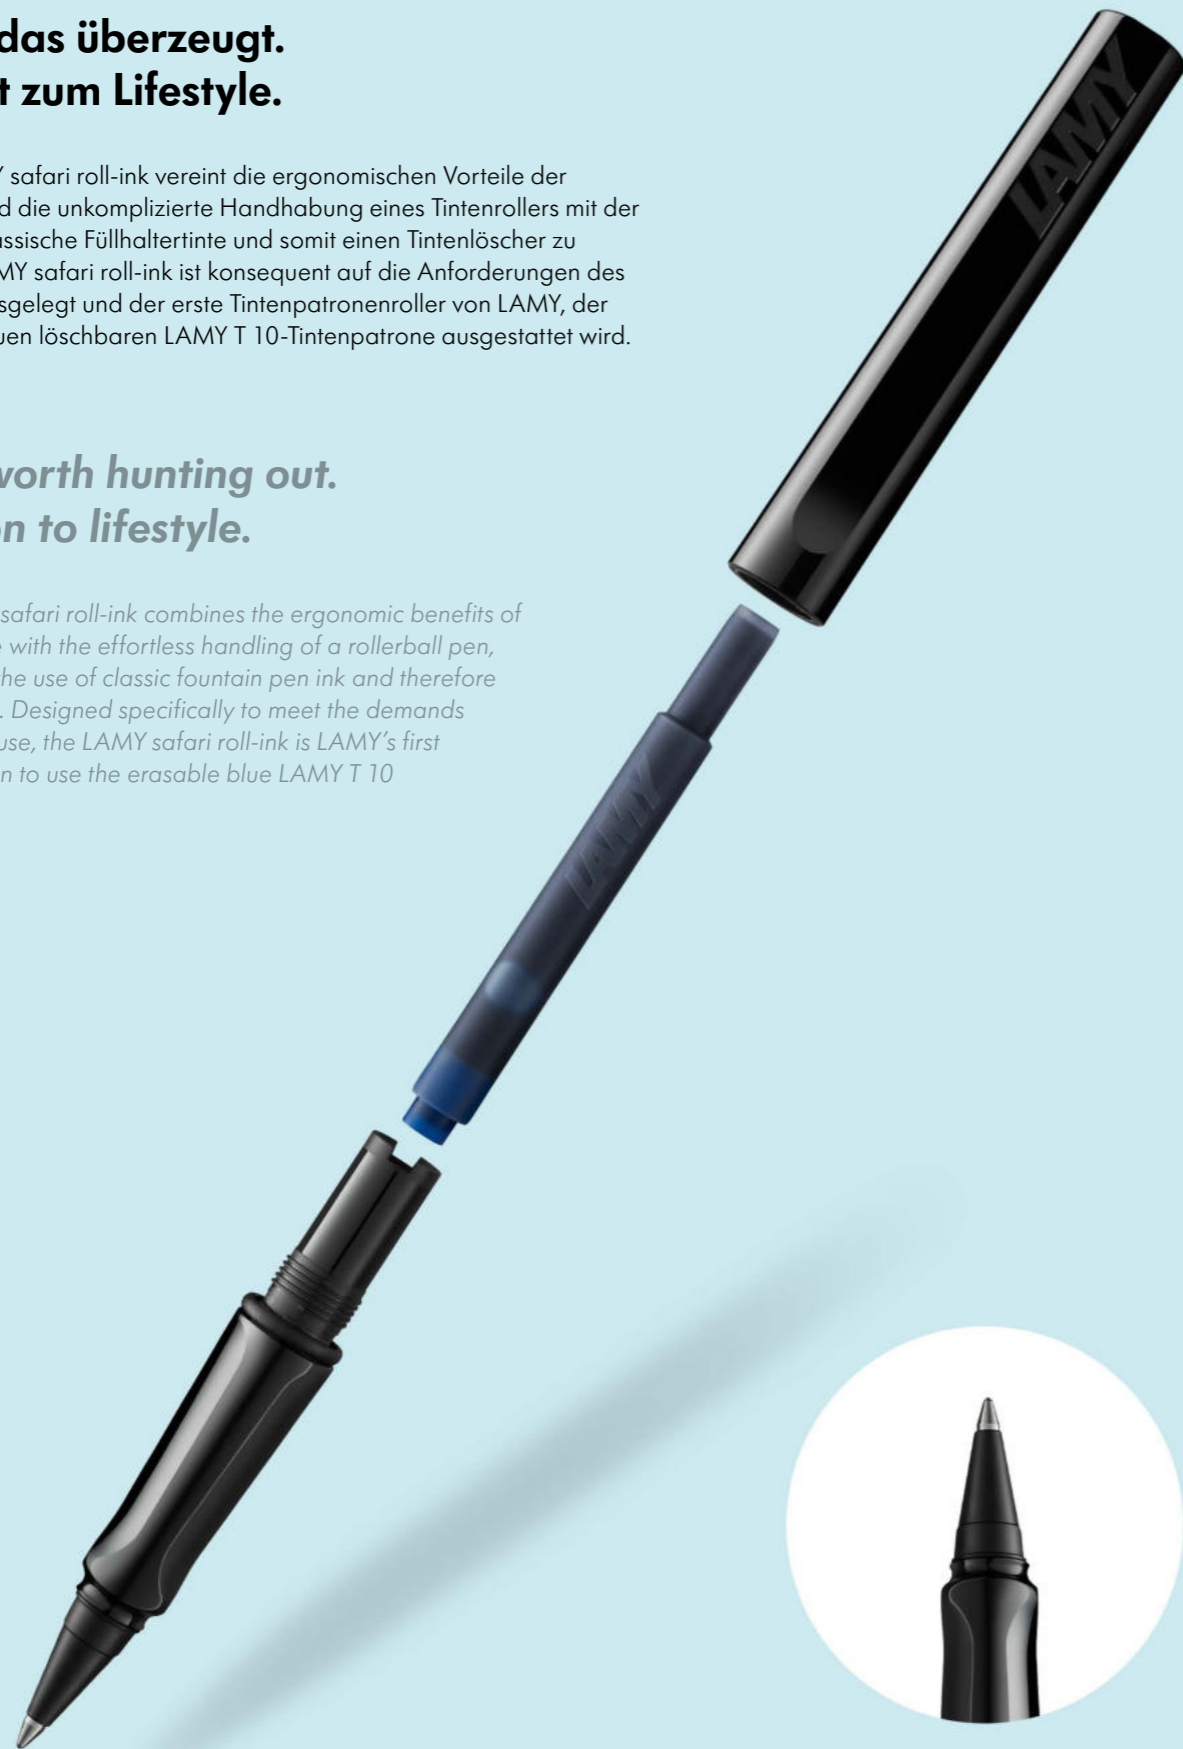 das überzeugt.
t zum Lifestyle.
safari roll-ink vereint die ergonomischen Vorteile der
d die unkomplizierte Handhabung eines Tintenrollers mit der
assische Füllhaltertinte und somit einen Tintenlöscher zu
MY safari roll-ink ist konsequent auf die Anforderungen des
sgelegt und der erste Tintenpatronenroller von LAMY, der
uen löschbaren LAMY T 10-Tintenpatrone ausgestattet wird.
worth hunting out.
n to lifestyle.
safari roll-ink combines the ergonomic benefits of
e with the effortless handling of a rollerball pen,
the use of classic fountain pen ink and therefore
. Designed specifically to meet the demands
use, the LAMY safari roll-ink is LAMY’s first
n to use the erasable blue LAMY T 10
LAMY
LAMY